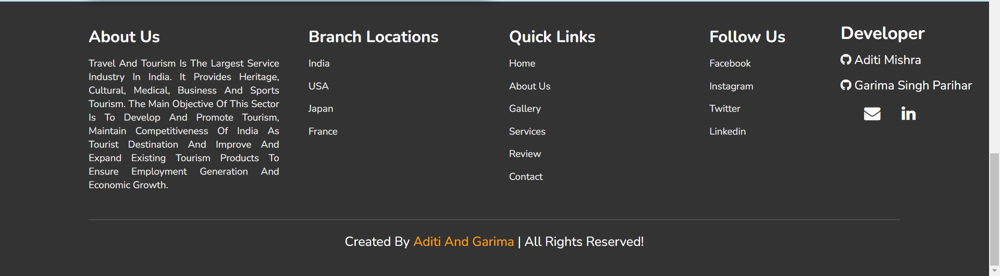 About Us
Travel And Tourism Is The Largest Service
Industry In India. It Provides Heritage,
Cultural, Medical, Business And Sports
Tourism. The Main Objective Of This Sector
Is To Develop And Promote Tourism,
Maintain Competitiveness Of India As
Tourist Destination And Improve And
Expand Existing Tourism Products To
Ensure Employment Generation And
Economic Growth.
Branch Locations
India
USA
Japan
France
Quick Links
Home
About Us
Gallery
Services
Review
Contact
Follow Us
Facebook
Instagram
Twitter
Linkedin
Developer
Aditi Mishra
Garima Singh Parihar
in
Created By Aditi And Garima | All Rights Reserved!